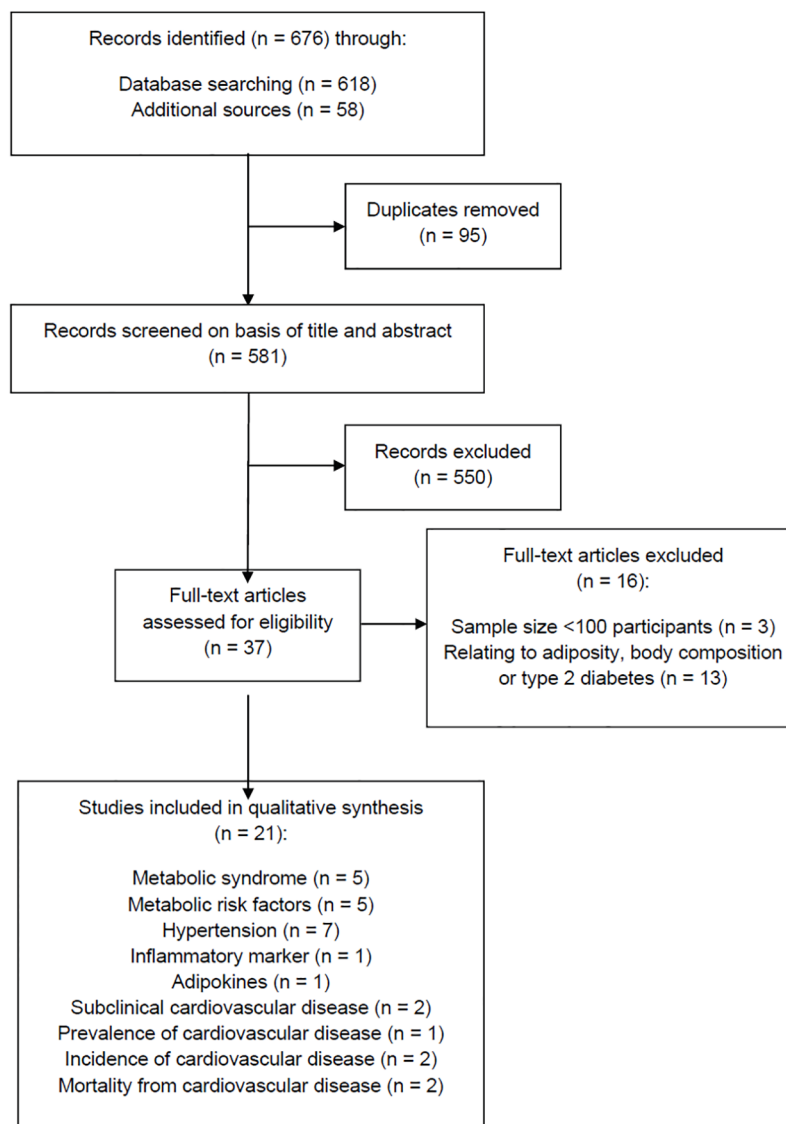 Records identified (n = 676) through:
Database searching (n = 618)
Additional sources (n = 58)
Duplicates removed
(n = 95)
Records screened on basis of title and abstract
(n = 581)
Records excluded
(n = 550)
Full-text articles
assessed for eligibility
(n = 37)
Full-text articles excluded
(n = 16):
Sample size <100 participants (n = 3)
Relating to adiposity, body composition
or type 2 diabetes (n = 13)
Studies included in qualitative synthesis
(n = 21):
Metabolic syndrome (n = 5)
Metabolic risk factors (n = 5)
Hypertension (n = 7)
Inflammatory marker (n = 1)
Adipokines (n = 1)
Subclinical cardiovascular disease (n = 2)
Prevalence of cardiovascular disease (n = 1)
Incidence of cardiovascular disease (n = 2)
Mortality from cardiovascular disease (n = 2)